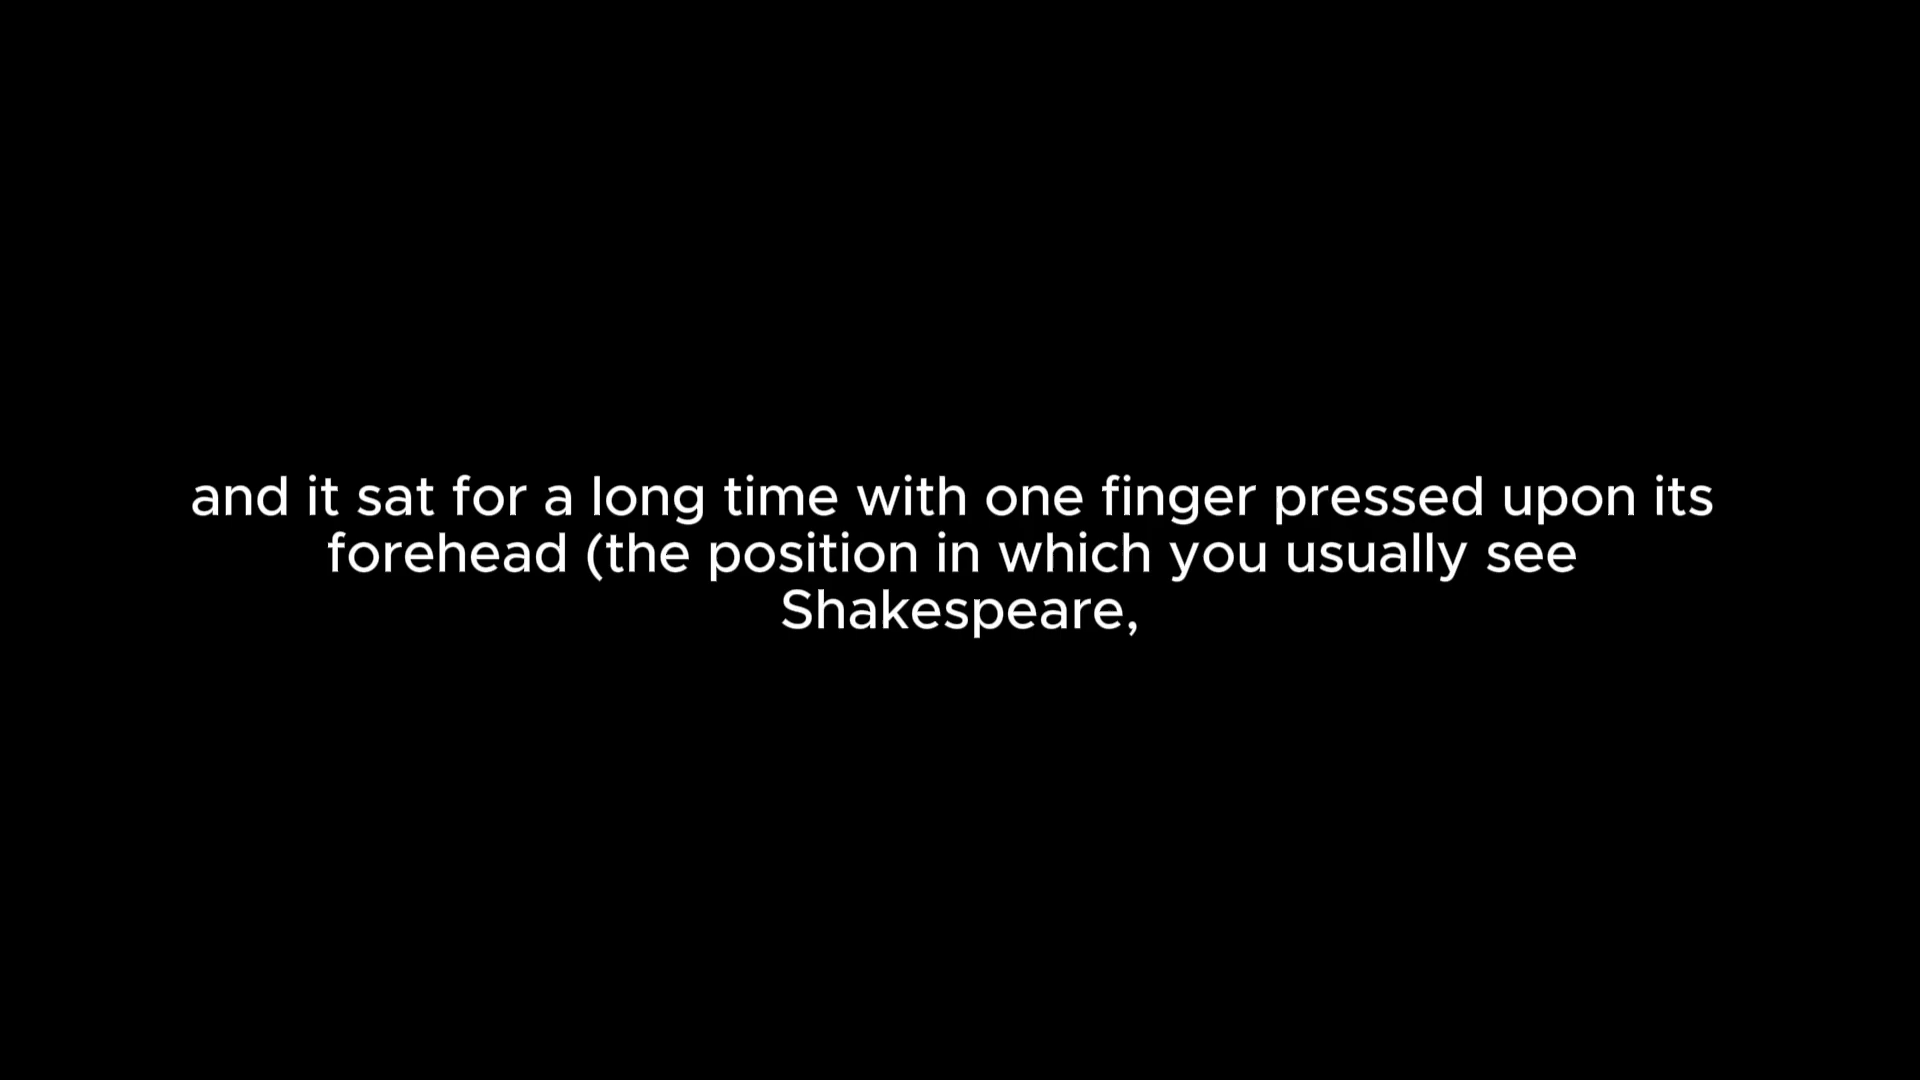 and it sat for a long time with one finger pressed upon its
forehead (the position in which you usually see
Shakespeare,